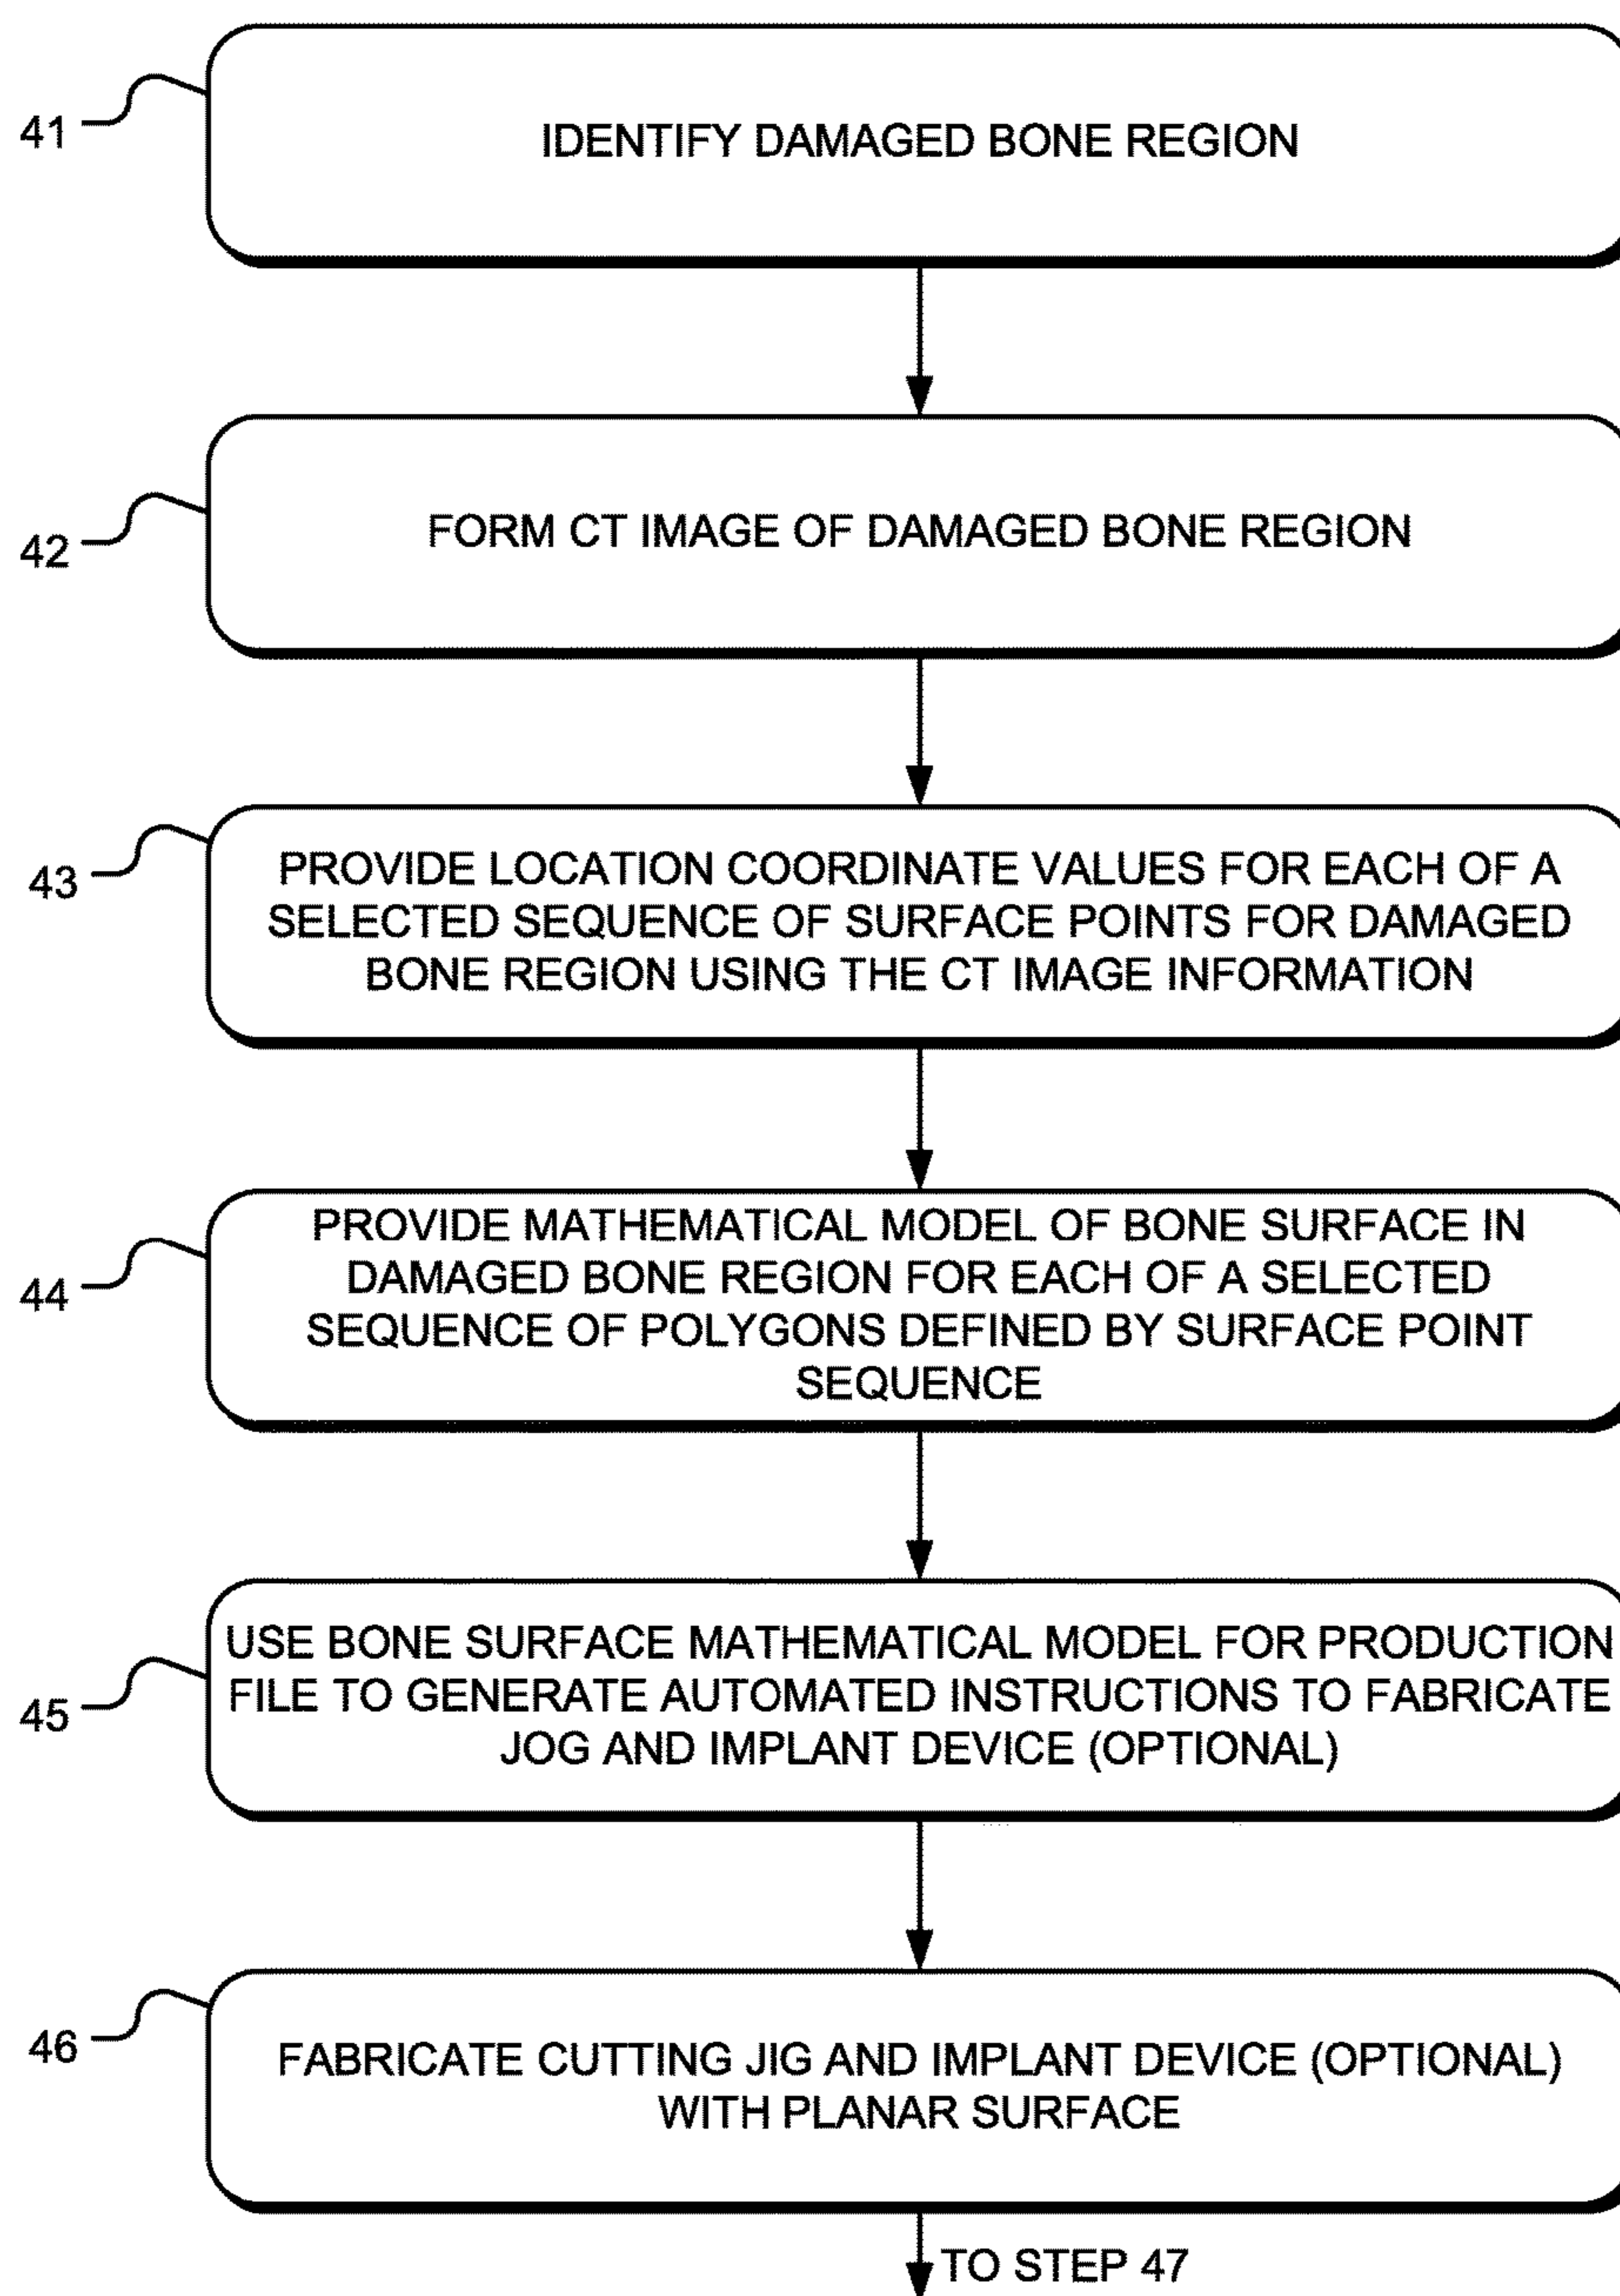 41
IDENTIFY DAMAGED BONE REGION
42
FORM CT IMAGE OF DAMAGED BONE REGION
43
PROVIDE LOCATION COORDINATE VALUES FOR EACH OF A
SELECTED SEQUENCE OF SURFACE POINTS FOR DAMAGED
BONE REGION USING THE CT IMAGE INFORMATION
44
PROVIDE MATHEMATICAL MODEL OF BONE SURFACE IN
DAMAGED BONE REGION FOR EACH OF A SELECTED
SEQUENCE OF POLYGONS DEFINED BY SURFACE POINT
SEQUENCE
45
USE BONE SURFACE MATHEMATICAL MODEL FOR PRODUCTION
FILE TO GENERATE AUTOMATED INSTRUCTIONS TO FABRICATE
JOG AND IMPLANT DEVICE (OPTIONAL)
46
FABRICATE CUTTING JIG AND IMPLANT DEVICE (OPTIONAL)
WITH PLANAR SURFACE
TO STEP 47